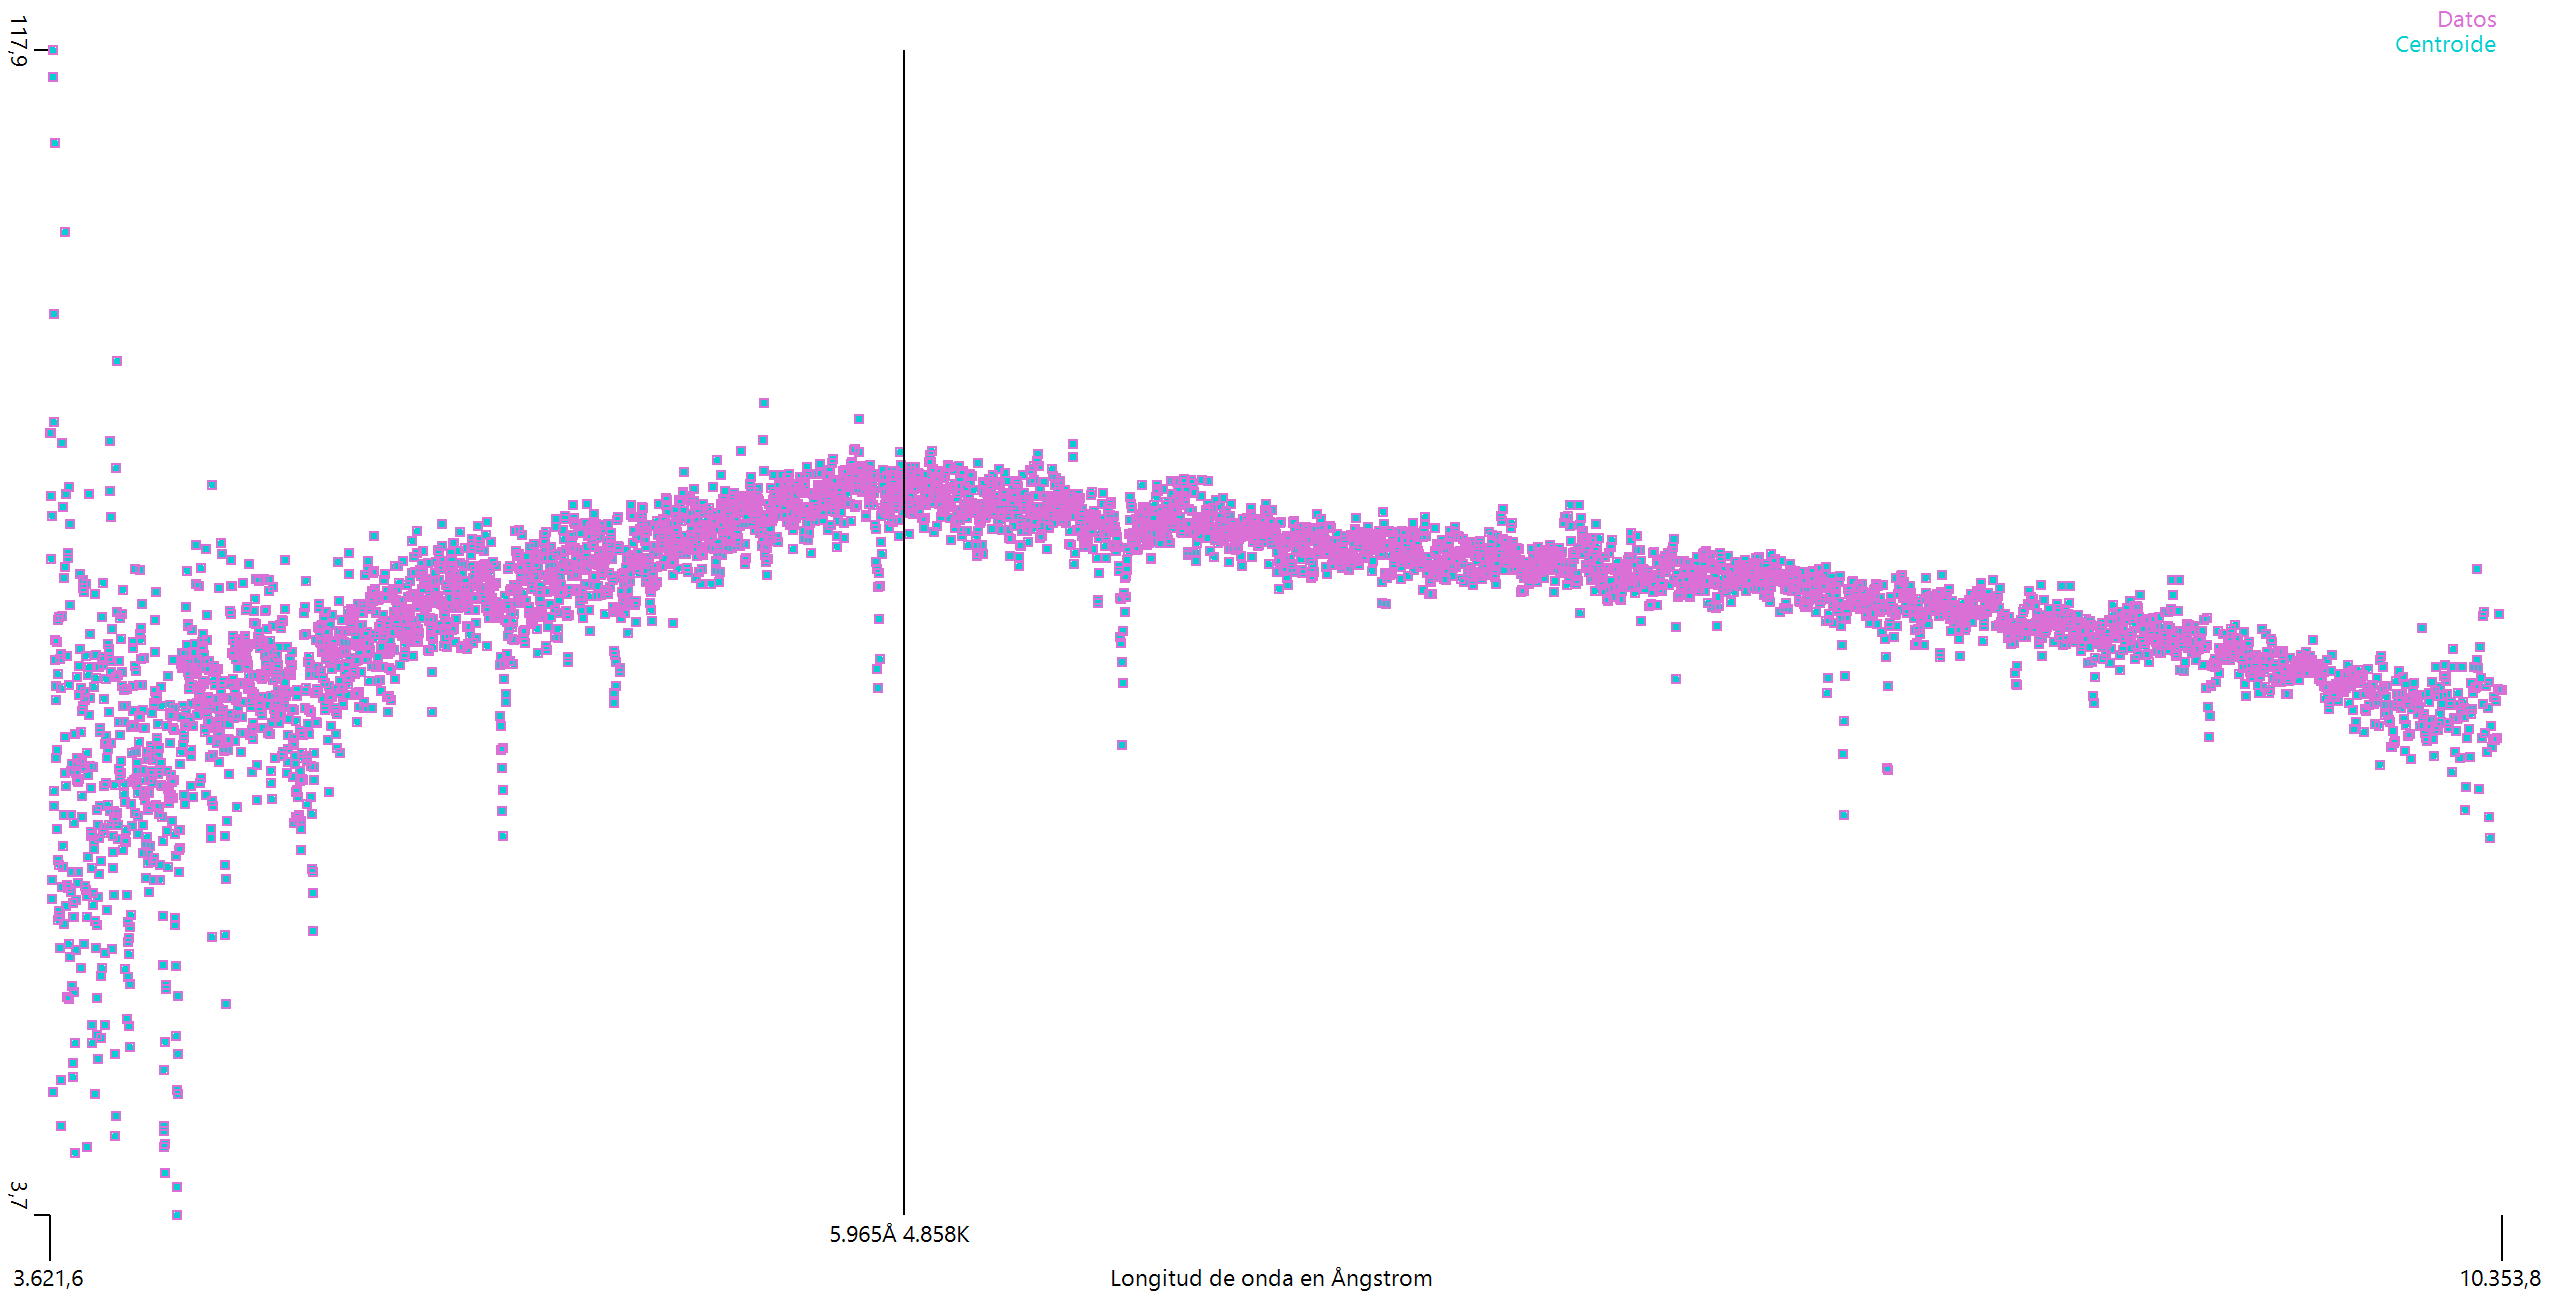 117,9
Datos
Centroide
3,7
5.965Å 4.858K
3.621,6
Longitud de onda en Ångstrom
10.353,8